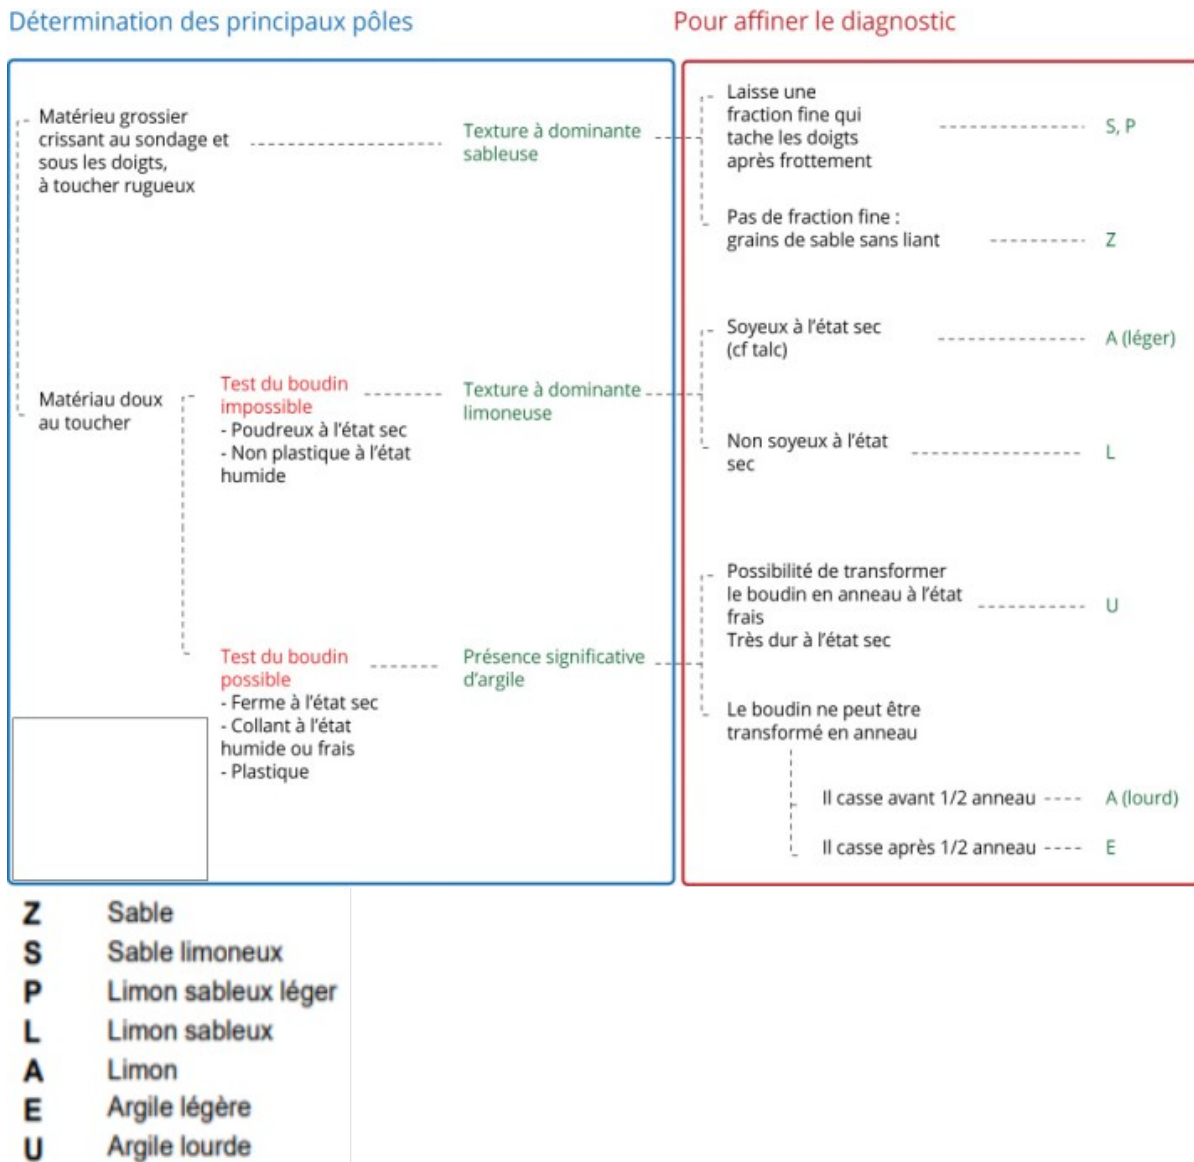 Détermination des principaux pôles
Pour affiner le diagnostic
Matérieu grossier
crissant au sondage et
sous les doigts,
à toucher rugueux
Texture à dominante
sableuse
Laisse une
fraction fine qui
tache les doigts
après frottement
S, P
Pas de fraction fine :
grains de sable sans liant
Z
Matériau doux
au toucher
Test du boudin
impossible
- Poudreux à l'état sec
- Non plastique à l'état
humide
Texture à dominante
limoneuse
Soyeux à l'état sec
(cf talc)
A (léger)
Non soyeux à l'état
sec
L
Test du boudin
possible
- Ferme à l'état sec
- Collant à l'état
humide ou frais
- Plastique
Présence significative
d'argile
Possibilité de transformer
le boudin en anneau à l'état
frais
Très dur à l'état sec
U
Le boudin ne peut être
transformé en anneau
Il casse avant 1/2 anneau
A (lourd)
Il casse après 1/2 anneau
E
Z Sable
S Sable limoneux
P Limon sableux léger
L Limon sableux
A Limon
E Argile légère
U Argile lourde